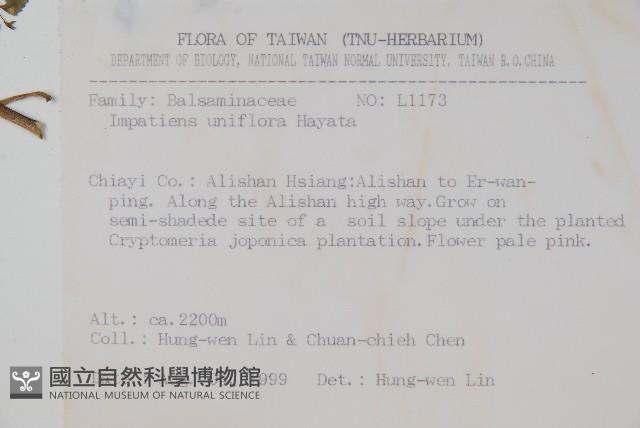 FLORA OF TAIWAN (TNU-HERBARIUM)
DEPARTMENT OF BIOLOGY, NATIONAL TAIWAN NORMAL UNIVERSITY, TAIWAN R.O.CHINA
Family: Balsaminaceae NO: L1173
Impatiens uniflora Hayata
Chiayi Co.: Alishan Hsiang:Alishan to Er-wan-
ping. Along the Alishan high way.Grow on
semi-shadede site of a soil slope under the planted
Cryptomeria joponica plantation.Flower pale pink.
Alt.: ca.2200m
Coll.: Hung-wen Lin & Chuan-chieh Chen
999 Det.: Hung-wen Lin
國立自然科學博物館
NATIONAL MUSEUM OF NATURAL SCIENCE